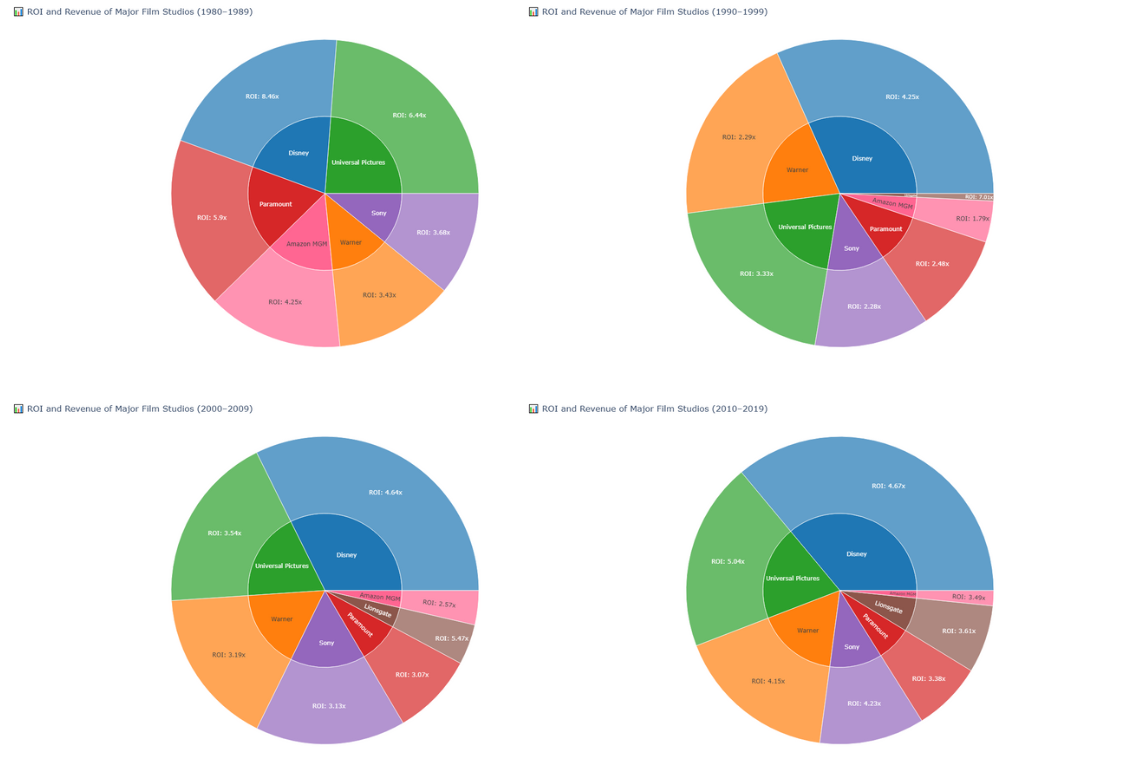 📊 ROI and Revenue of Major Film Studios (1980–1989)
ROI: 8.46x
ROI: 6.44x
Disney
Universal Pictures
ROI: 5.9x
Paramount
Sony
ROI: 3.68x
Amazon MGM
Warner
ROI: 4.25x
ROI: 3.43x
📊 ROI and Revenue of Major Film Studios (1990–1999)
ROI: 4.25x
ROI: 2.29x
Disney
Warner
ROI: 7.01x
Amazon MGM
ROI: 1.79x
Universal Pictures
Paramount
Sony
ROI: 2.48x
ROI: 3.33x
ROI: 2.28x
📊 ROI and Revenue of Major Film Studios (2000–2009)
ROI: 4.64x
ROI: 3.54x
Disney
Universal Pictures
Amazon MGM
ROI: 2.57x
Lionsgate
Warner
Paramount
ROI: 5.47x
Sony
ROI: 3.19x
ROI: 3.07x
ROI: 3.13x
📊 ROI and Revenue of Major Film Studios (2010–2019)
ROI: 4.67x
ROI: 5.04x
Disney
Universal Pictures
Amazon MGM
ROI: 3.49x
Lionsgate
Paramount
Warner
ROI: 3.61x
Sony
ROI: 4.15x
ROI: 3.38x
ROI: 4.23x